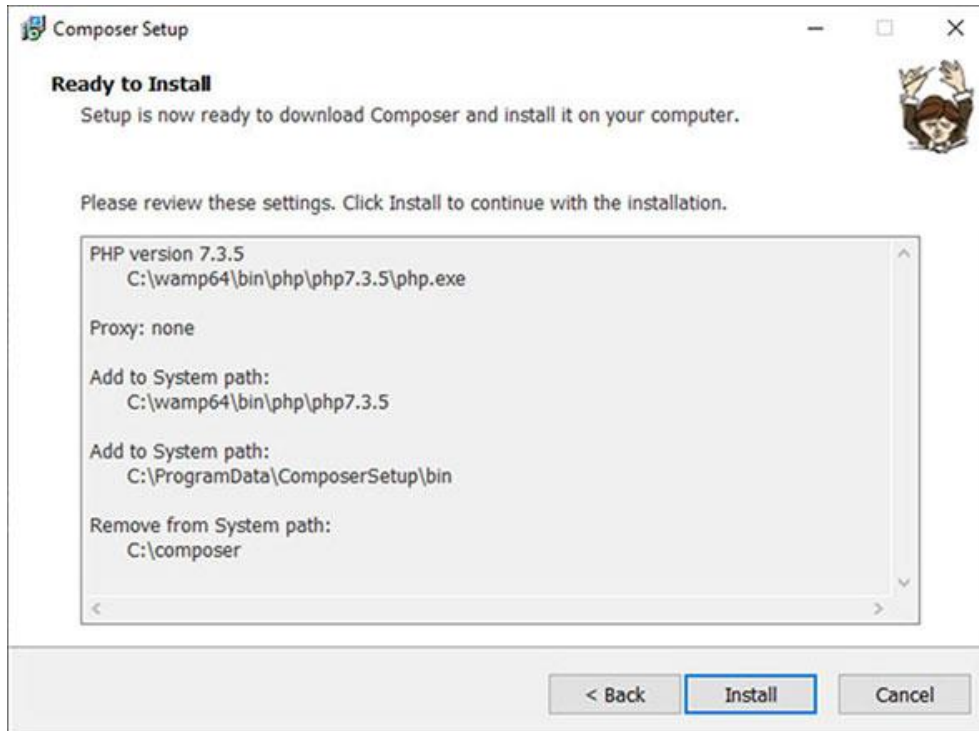 Composer Setup
Ready to Install
Setup is now ready to download Composer and install it on your computer.
Please review these settings. Click Install to continue with the installation.
PHP version 7.3.5
C:\wamp64\bin\php\php7.3.5\php.exe
Proxy: none
Add to System path:
C:\wamp64\bin\php\php7.3.5
Add to System path:
C:\ProgramData\ComposerSetup\bin
Remove from System path:
C:\composer
< Back
Install
Cancel